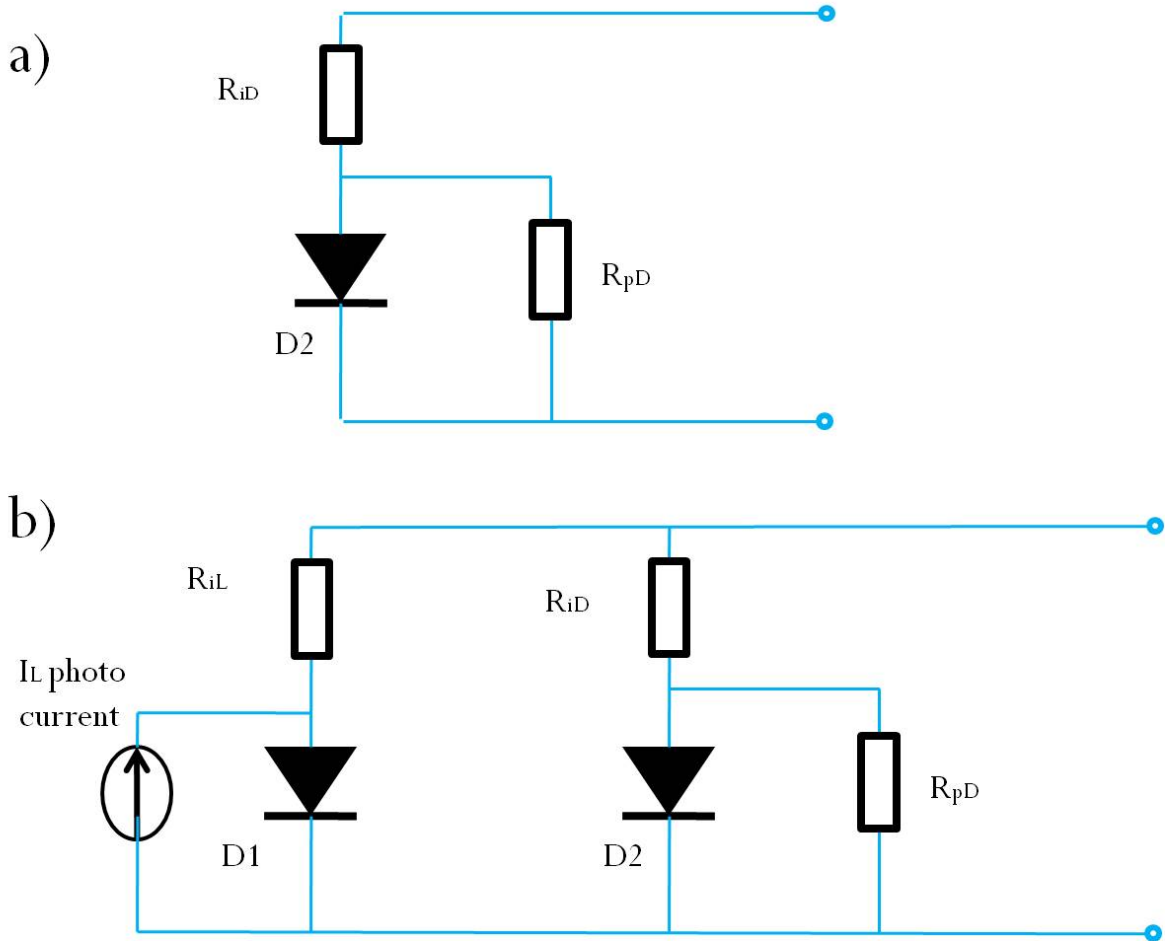 a)
RiD
RpD
D2
b)
RiL
RiD
IL photo
current
RpD
D1
D2